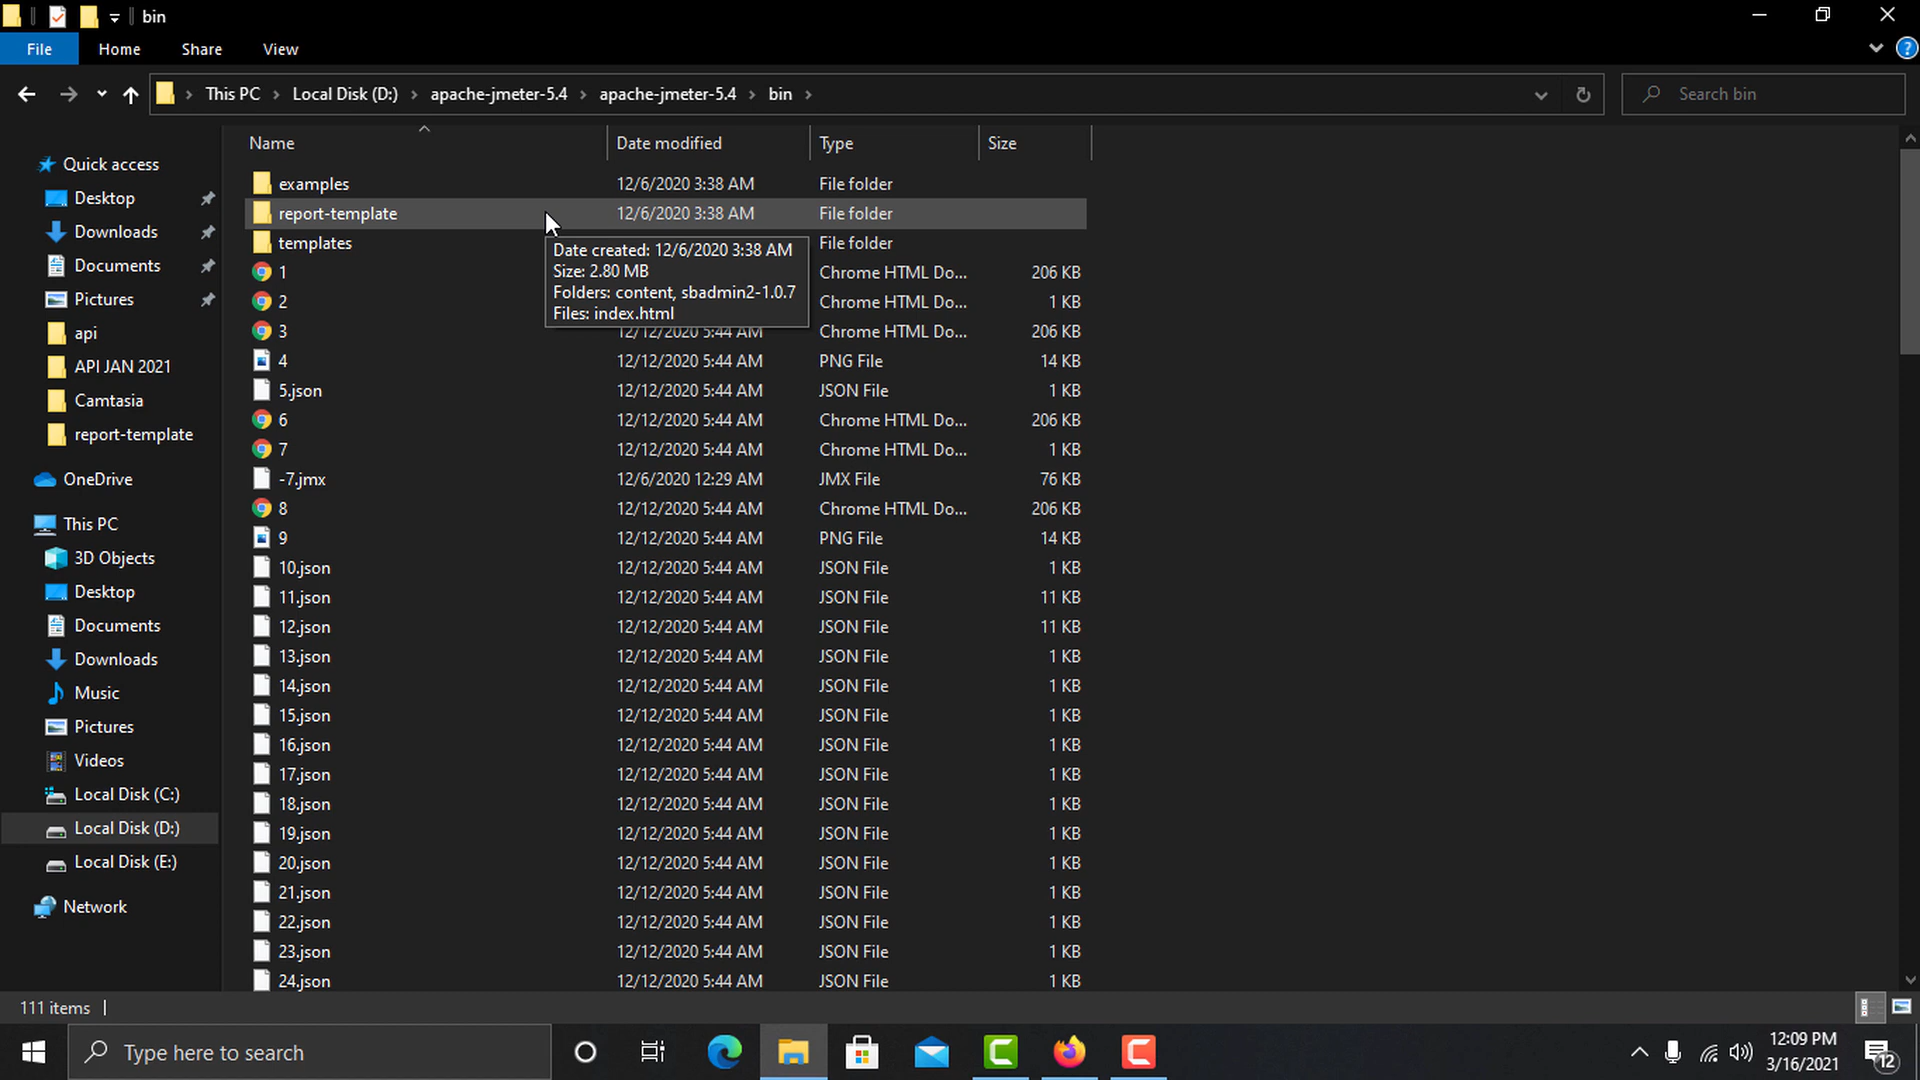 bin
File Home Share View
This PC Local Disk (D:) apache-jmeter-5.4 apache-jmeter-5.4 bin
Search bin
Name Date modified Type Size
Quick access
Desktop
Downloads
Documents
Pictures
api
API JAN 2021
Camtasia
report-template
OneDrive
This PC
3D Objects
Desktop
Documents
Downloads
Music
Pictures
Videos
Local Disk (C:)
Local Disk (D:)
Local Disk (E:)
Network
examples 12/6/2020 3:38 AM File folder
report-template 12/6/2020 3:38 AM File folder
templates File folder
1 Chrome HTML Do... 206 KB
2 Chrome HTML Do... 1 KB
3 12/12/2020 5:44 AM Chrome HTML Do... 206 KB
4 12/12/2020 5:44 AM PNG File 14 KB
5.json 12/12/2020 5:44 AM JSON File 1 KB
6 12/12/2020 5:44 AM Chrome HTML Do... 206 KB
7 12/12/2020 5:44 AM Chrome HTML Do... 1 KB
-7.jmx 12/6/2020 12:29 AM JMX File 76 KB
8 12/12/2020 5:44 AM Chrome HTML Do... 206 KB
9 12/12/2020 5:44 AM PNG File 14 KB
10.json 12/12/2020 5:44 AM JSON File 1 KB
11.json 12/12/2020 5:44 AM JSON File 11 KB
12.json 12/12/2020 5:44 AM JSON File 11 KB
13.json 12/12/2020 5:44 AM JSON File 1 KB
14.json 12/12/2020 5:44 AM JSON File 1 KB
15.json 12/12/2020 5:44 AM JSON File 1 KB
16.json 12/12/2020 5:44 AM JSON File 1 KB
17.json 12/12/2020 5:44 AM JSON File 1 KB
18.json 12/12/2020 5:44 AM JSON File 1 KB
19.json 12/12/2020 5:44 AM JSON File 1 KB
20.json 12/12/2020 5:44 AM JSON File 1 KB
21.json 12/12/2020 5:44 AM JSON File 1 KB
22.json 12/12/2020 5:44 AM JSON File 1 KB
23.json 12/12/2020 5:44 AM JSON File 1 KB
24.json 12/12/2020 5:44 AM JSON File 1 KB
Date created: 12/6/2020 3:38 AM
Size: 2.80 MB
Folders: content, sbadmin2-1.0.7
Files: index.html
111 items
Type here to search
12:09 PM
3/16/2021
12